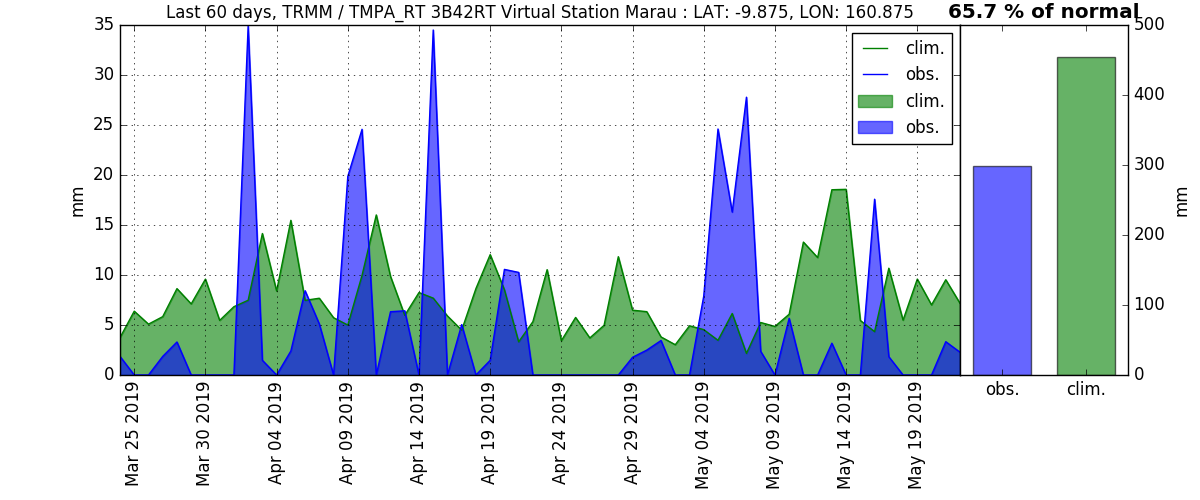 Last 60 days, TRMM / TMPA_RT 3B42RT Virtual Station Marau : LAT: -9.875, LON: 160.875
65.7 % of normal
35
30
25
20
15
10
5
0
mm
clim.
obs.
clim.
obs.
Mar 25 2019
Mar 30 2019
Apr 04 2019
Apr 09 2019
Apr 14 2019
Apr 19 2019
Apr 24 2019
Apr 29 2019
May 04 2019
May 09 2019
May 14 2019
May 19 2019
500
400
300
200
100
0
mm
obs.
clim.